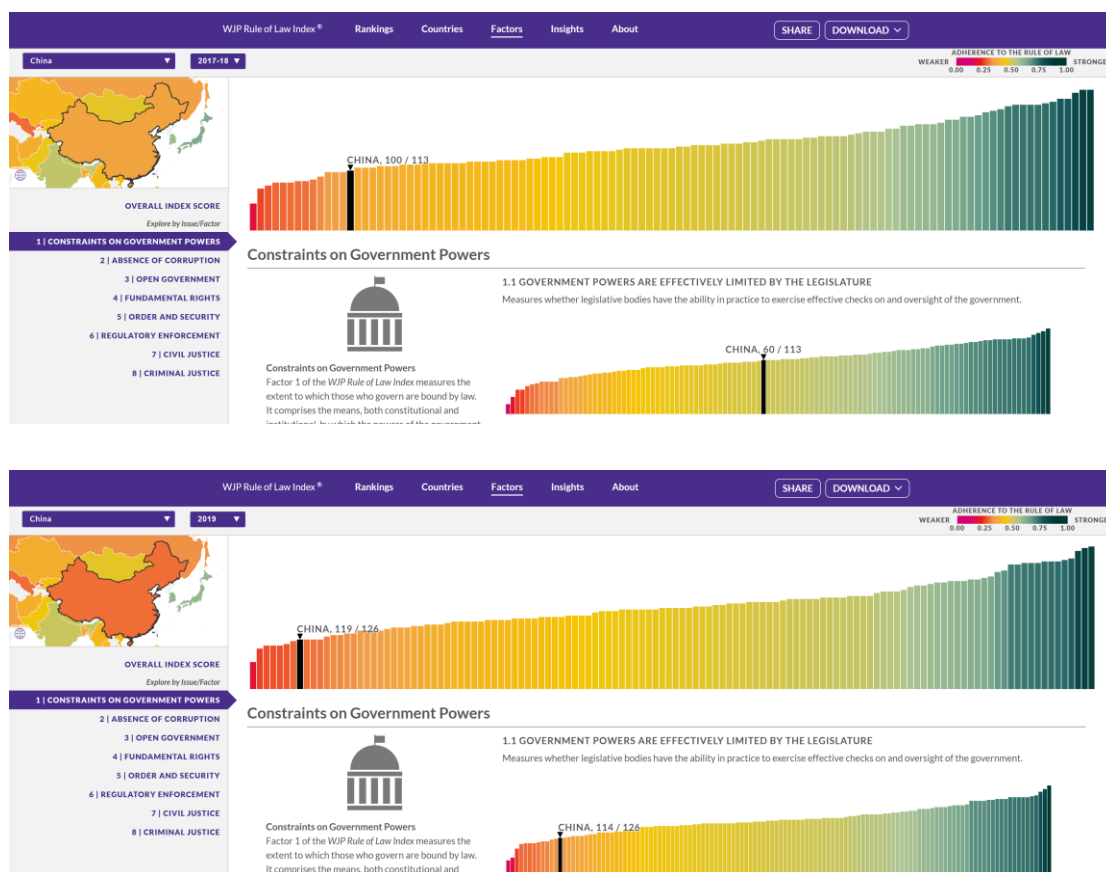 WJP Rule of Law Index ® Rankings Countries Factors Insights About SHARE DOWNLOAD
China 2017-18
ADHERENCE TO THE RULE OF LAW
WEAKER STRONGE
0.00 0.25 0.50 0.75 1.00
CHINA, 100 / 113
OVERALL INDEX SCORE
Explore by Issue/Factor
1 | CONSTRAINTS ON GOVERNMENT POWERS
2 | ABSENCE OF CORRUPTION
3 | OPEN GOVERNMENT
4 | FUNDAMENTAL RIGHTS
5 | ORDER AND SECURITY
6 | REGULATORY ENFORCEMENT
7 | CIVIL JUSTICE
8 | CRIMINAL JUSTICE
Constraints on Government Powers
1.1 GOVERNMENT POWERS ARE EFFECTIVELY LIMITED BY THE LEGISLATURE
Measures whether legislative bodies have the ability in practice to exercise effective checks on and oversight of the government.
CHINA, 60 / 113
Constraints on Government Powers
Factor 1 of the WJP Rule of Law Index measures the
extent to which those who govern are bound by law.
It comprises the means, both constitutional and
institutional, by which the powers of the government
WJP Rule of Law Index ® Rankings Countries Factors Insights About SHARE DOWNLOAD
China 2019
ADHERENCE TO THE RULE OF LAW
WEAKER STRONGE
0.00 0.25 0.50 0.75 1.00
CHINA, 119 / 126
OVERALL INDEX SCORE
Explore by Issue/Factor
1 | CONSTRAINTS ON GOVERNMENT POWERS
2 | ABSENCE OF CORRUPTION
3 | OPEN GOVERNMENT
4 | FUNDAMENTAL RIGHTS
5 | ORDER AND SECURITY
6 | REGULATORY ENFORCEMENT
7 | CIVIL JUSTICE
8 | CRIMINAL JUSTICE
Constraints on Government Powers
1.1 GOVERNMENT POWERS ARE EFFECTIVELY LIMITED BY THE LEGISLATURE
Measures whether legislative bodies have the ability in practice to exercise effective checks on and oversight of the government.
CHINA, 114 / 126
Constraints on Government Powers
Factor 1 of the WJP Rule of Law Index measures the
extent to which those who govern are bound by law.
It comprises the means, both constitutional and